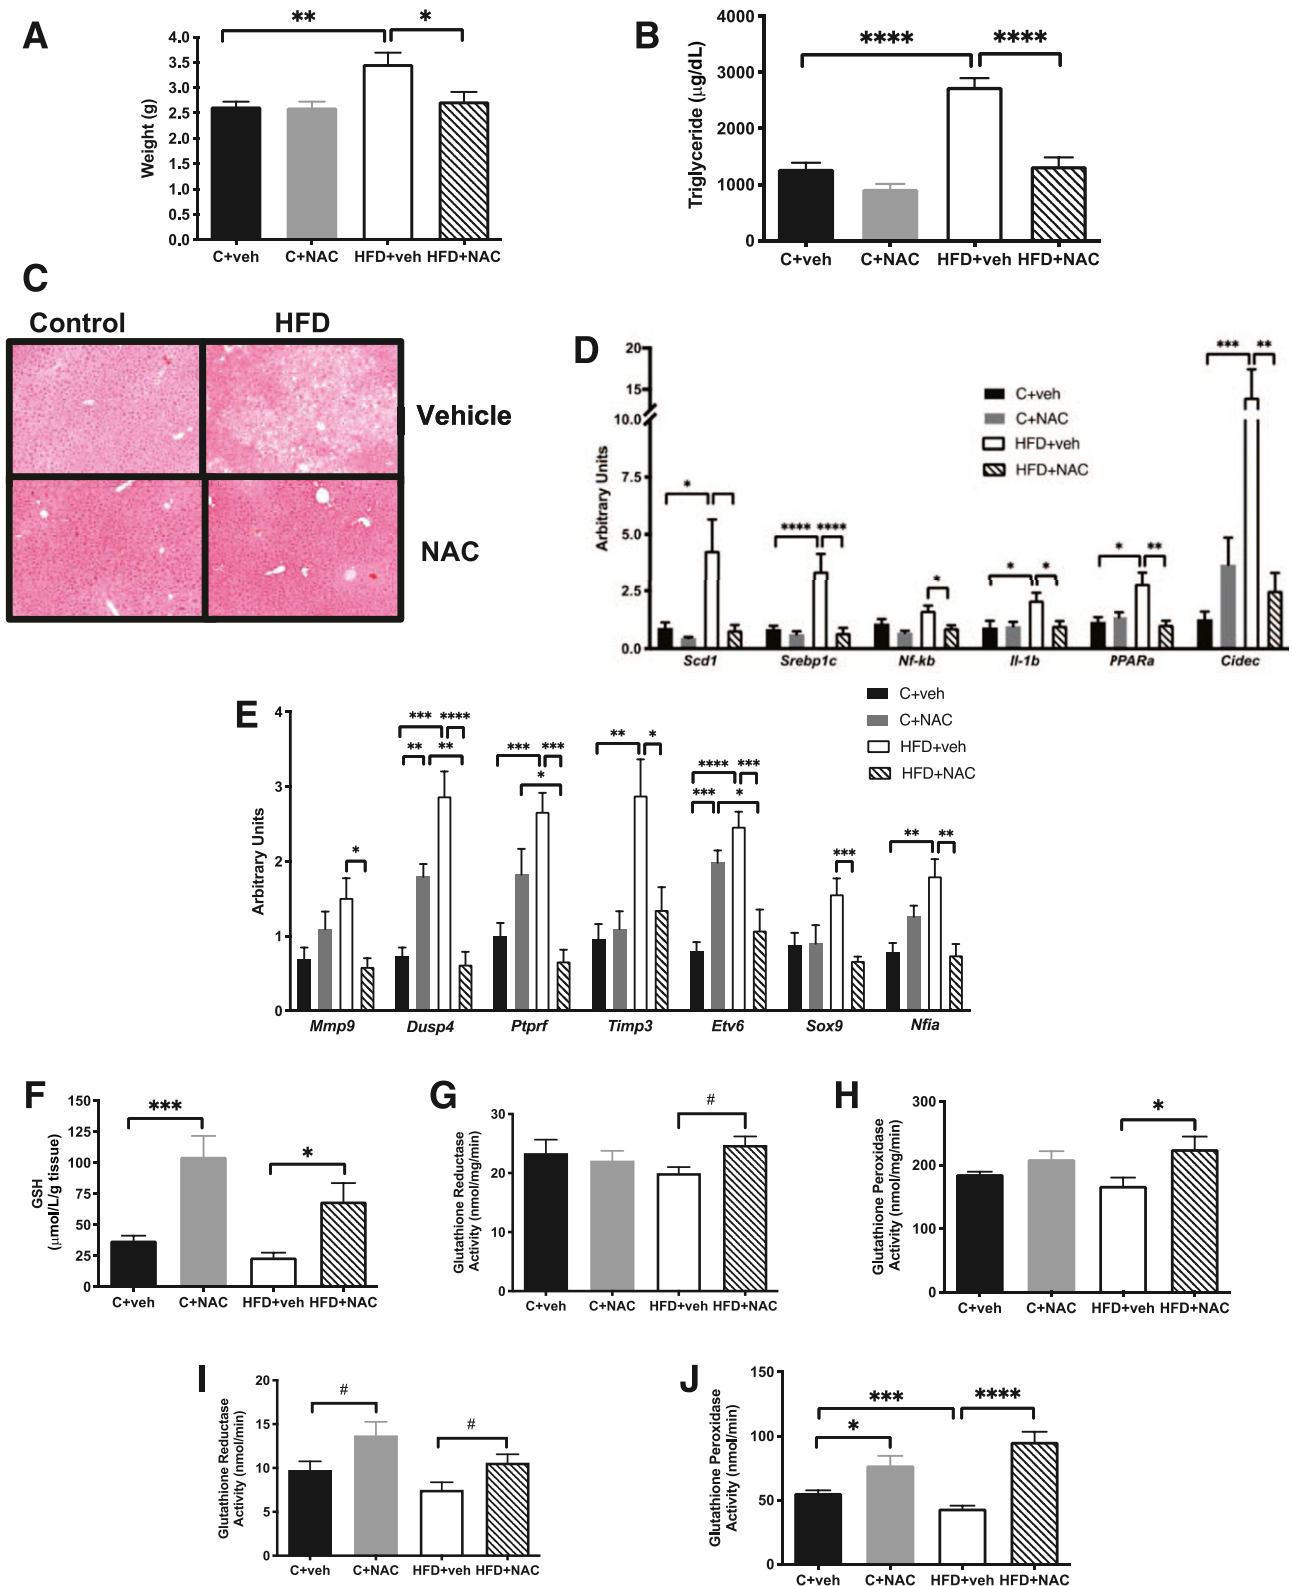 A
** *
Weight (g)
4.0
3.5
3.0
2.5
2.0
1.5
1.0
0.5
0.0
C+veh C+NAC HFD+veh HFD+NAC
B
**** ****
Triglyceride (μg/dL)
4000
3000
2000
1000
0
C+veh C+NAC HFD+veh HFD+NAC
C
Control HFD
Vehicle
NAC
D
Arbitrary Units
20
15
10.0
7.5
5.0
2.5
0.0
C+veh
C+NAC
HFD+veh
HFD+NAC
*
**** ****
*
* *
* **
*** **
Scd1 Srebp1c Nf-kb Il-1b PPARa Cidec
E
Arbitrary Units
4
3
2
1
0
C+veh
C+NAC
HFD+veh
HFD+NAC
*
*** ****
** **
*** ***
*
** *
**** ***
*** *
***
** **
Mmp9 Dusp4 Ptprf Timp3 Etv6 Sox9 Nfia
F
GSH
(μmol/L/g tissue)
150
125
100
75
50
25
0
*** *
C+veh C+NAC HFD+veh HFD+NAC
G
Glutathione Reductase
Activity (nmol/mg/min)
30
20
10
0
#
C+veh C+NAC HFD+veh HFD+NAC
H
Glutathione Peroxidase
Activity (nmol/mg/min)
300
200
100
0
*
C+veh C+NAC HFD+veh HFD+NAC
I
Glutathione Reductase
Activity (nmol/min)
20
15
10
5
0
# #
C+veh C+NAC HFD+veh HFD+NAC
J
Glutathione Peroxidase
Activity (nmol/min)
150
100
50
0
*** ****
*
C+veh C+NAC HFD+veh HFD+NAC